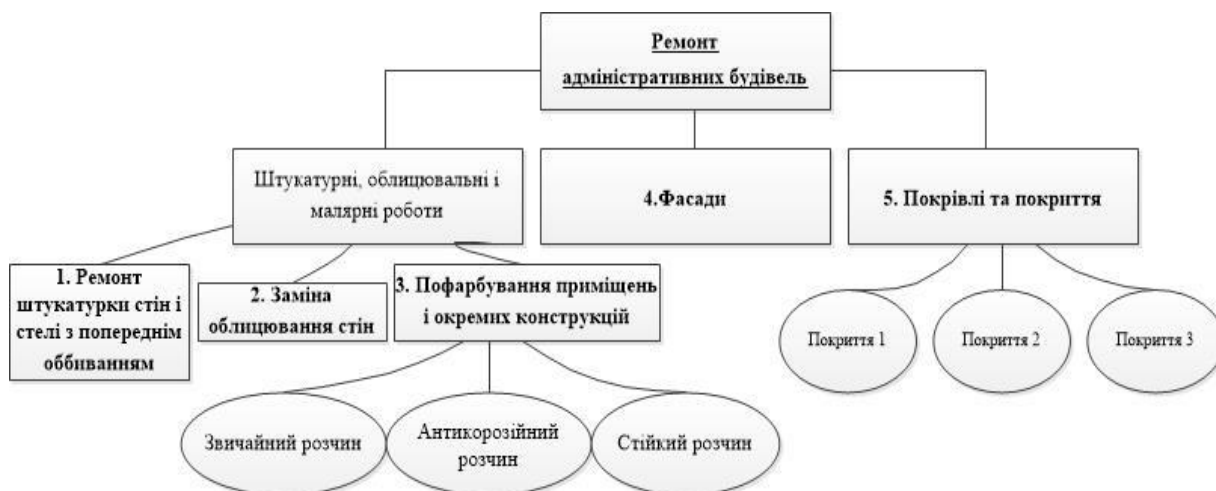 Ремонт
адміністративних будівель
Штукатурні, облицювальні і
малярні роботи
4.Фасади
5. Покрівлі та покриття
1. Ремонт
штукатурки стін і
стелі з попереднім
оббиванням
2. Заміна
облицювання стін
3. Пофарбування приміщень
і окремих конструкцій
Покриття 1
Покриття 2
Покриття 3
Звичайний розчин
Антикорозійний
розчин
Стійкий розчин